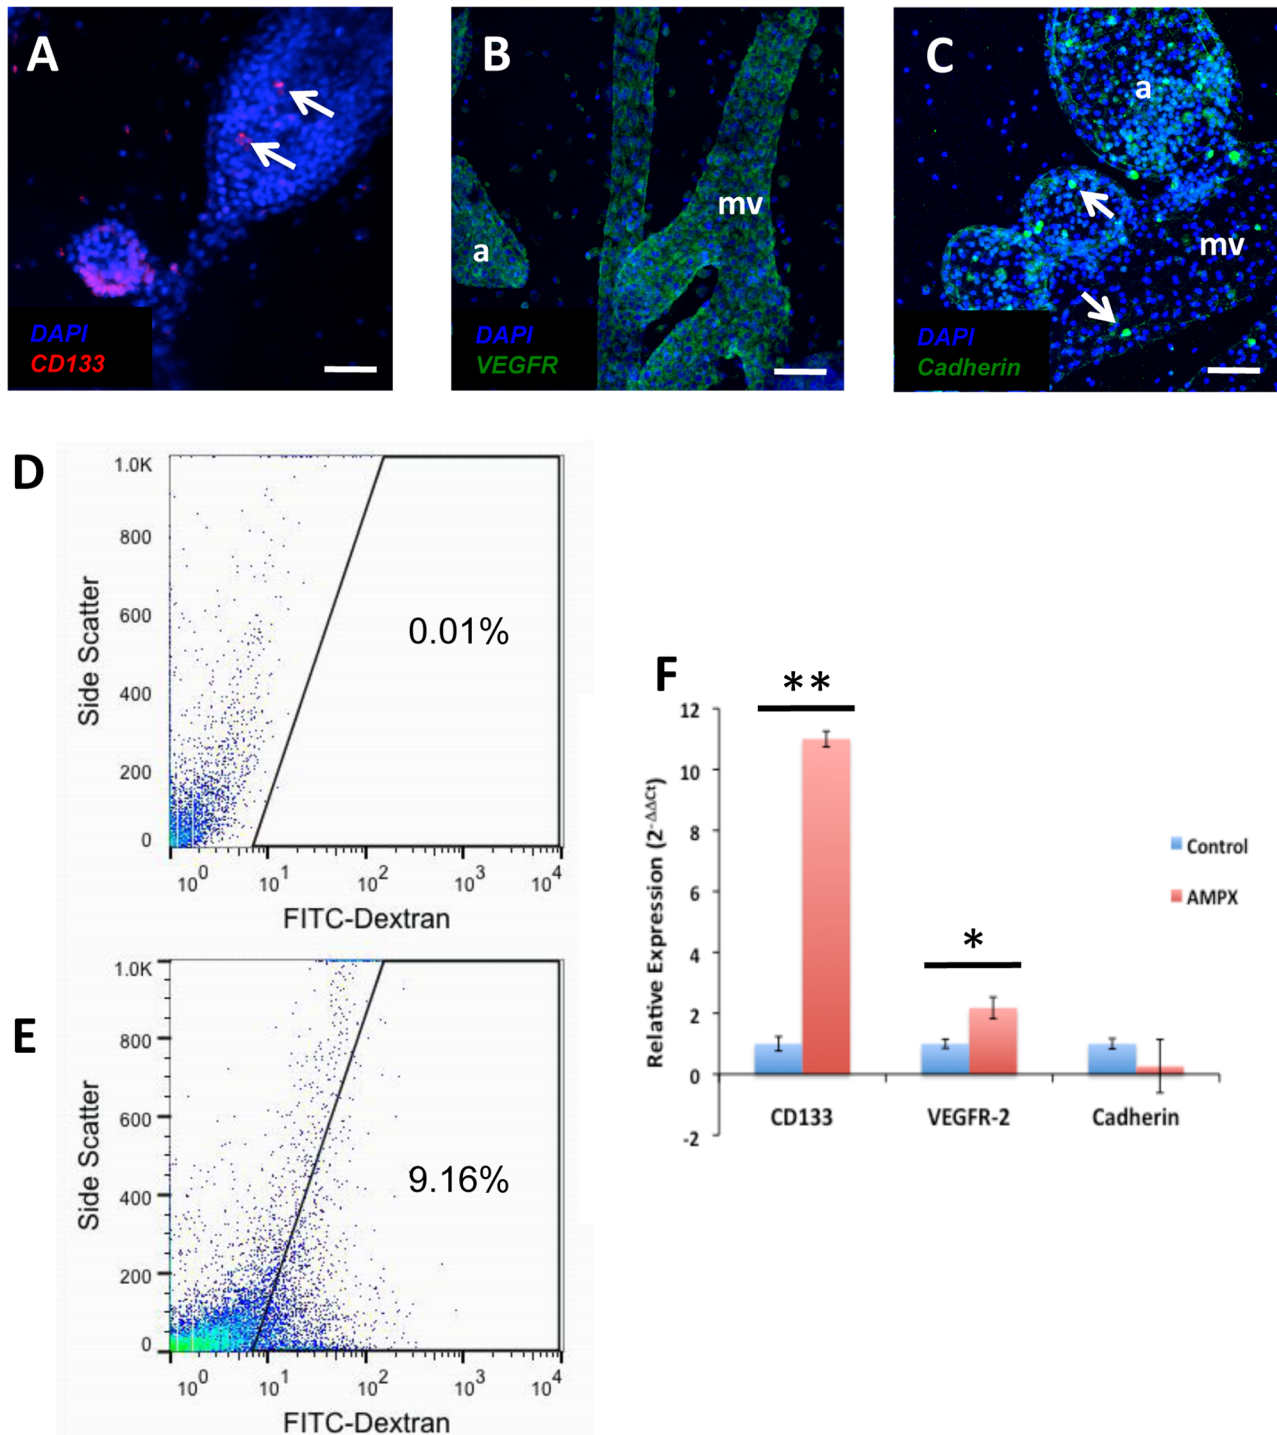 A
DAPI
CD133
B
a
mv
DAPI
VEGFR
C
a
mv
DAPI
Cadherin
D
1.0K
800
600
400
200
0
Side Scatter
0.01%
10^0 10^1 10^2 10^3 10^4
FITC-Dextran
E
1.0K
800
600
400
200
0
Side Scatter
9.16%
10^0 10^1 10^2 10^3 10^4
FITC-Dextran
F
**
*
12
10
8
6
4
2
0
-2
Relative Expression (2^-ΔΔCt)
Control
AMPX
CD133 VEGFR-2 Cadherin